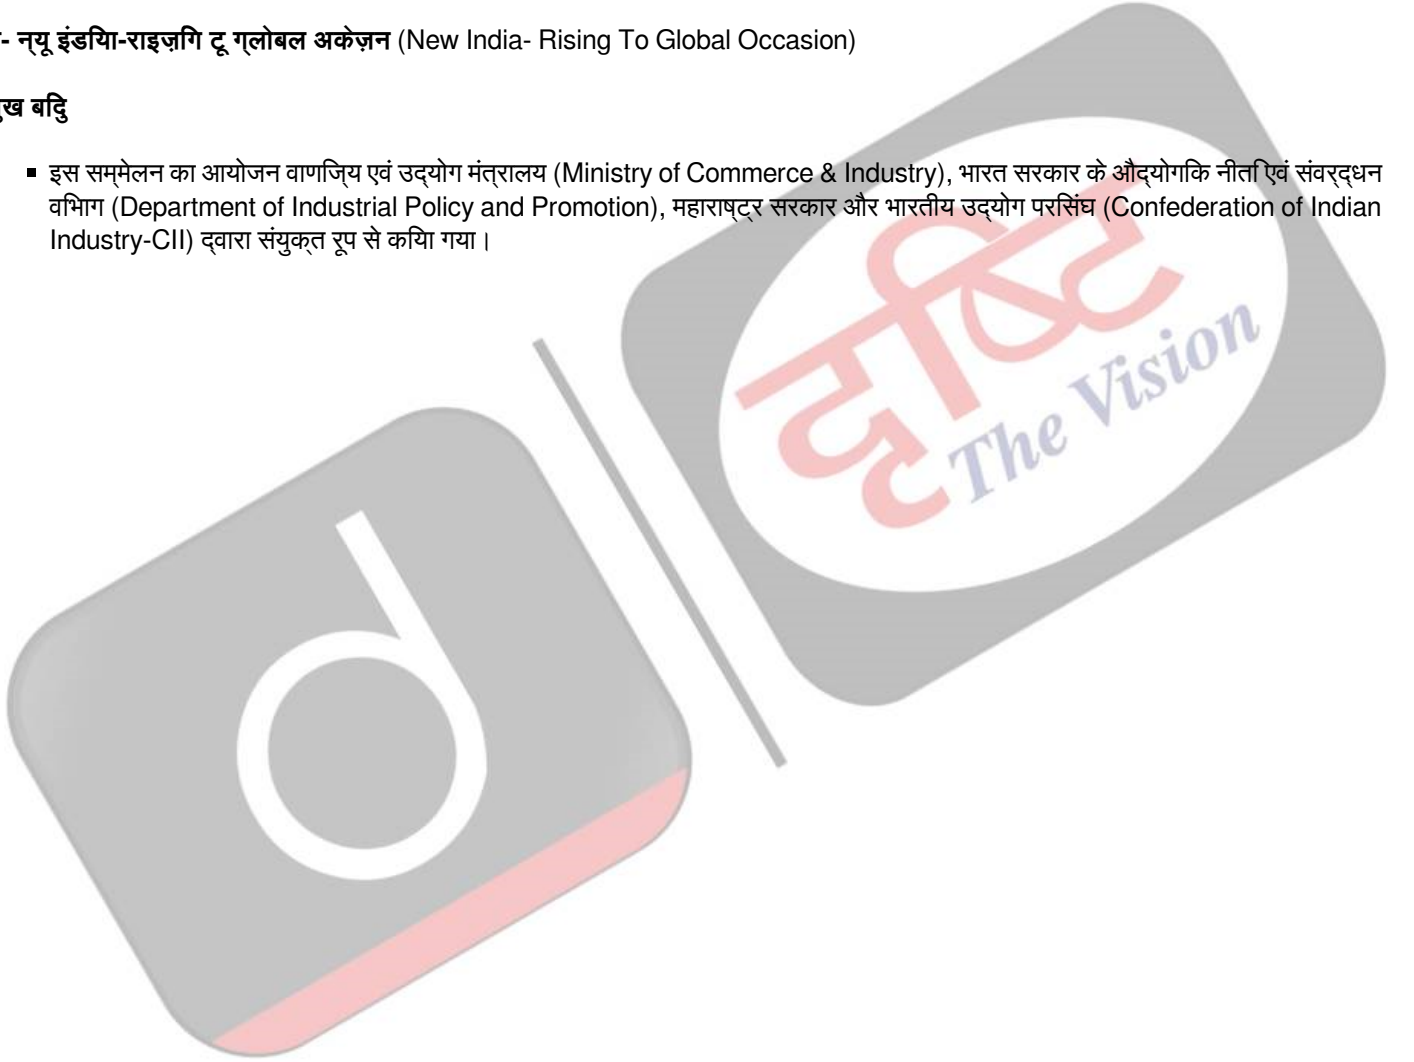 - न्यू इंडिया-राइज़िंग टू ग्लोबल अकेज़न (New India- Rising To Global Occasion)
बिंदु
▪ इस सम्मेलन का आयोजन वाणिज्य एवं उद्योग मंत्रालय (Ministry of Commerce & Industry), भारत सरकार के औद्योगिक नीति एवं संवर्द्धन
विभाग (Department of Industrial Policy and Promotion), महाराष्ट्र सरकार और भारतीय उद्योग परिसंघ (Confederation of Indian
Industry-CII) द्वारा संयुक्त रूप से किया गया।
दृष्टि
The Vision
d